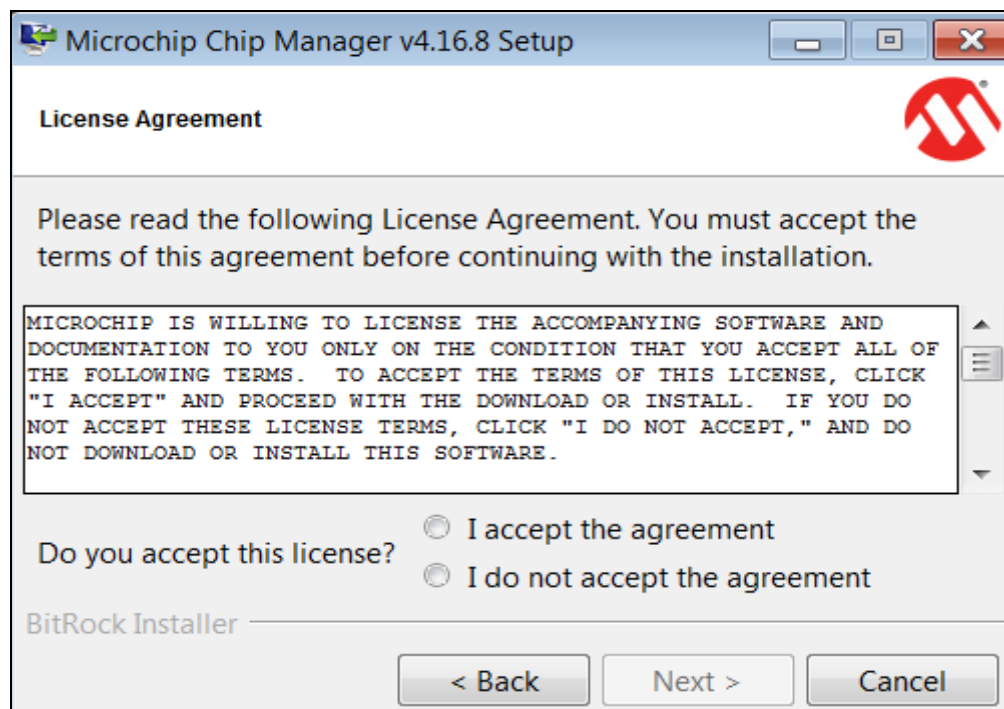 Microchip Chip Manager v4.16.8 Setup
License Agreement
Please read the following License Agreement. You must accept the
terms of this agreement before continuing with the installation.
MICROCHIP IS WILLING TO LICENSE THE ACCOMPANYING SOFTWARE AND
DOCUMENTATION TO YOU ONLY ON THE CONDITION THAT YOU ACCEPT ALL OF
THE FOLLOWING TERMS.  TO ACCEPT THE TERMS OF THIS LICENSE, CLICK
"I ACCEPT" AND PROCEED WITH THE DOWNLOAD OR INSTALL.  IF YOU DO
NOT ACCEPT THESE LICENSE TERMS, CLICK "I DO NOT ACCEPT," AND DO
NOT DOWNLOAD OR INSTALL THIS SOFTWARE.
Do you accept this license?
I accept the agreement
I do not accept the agreement
BitRock Installer
< Back Next > Cancel